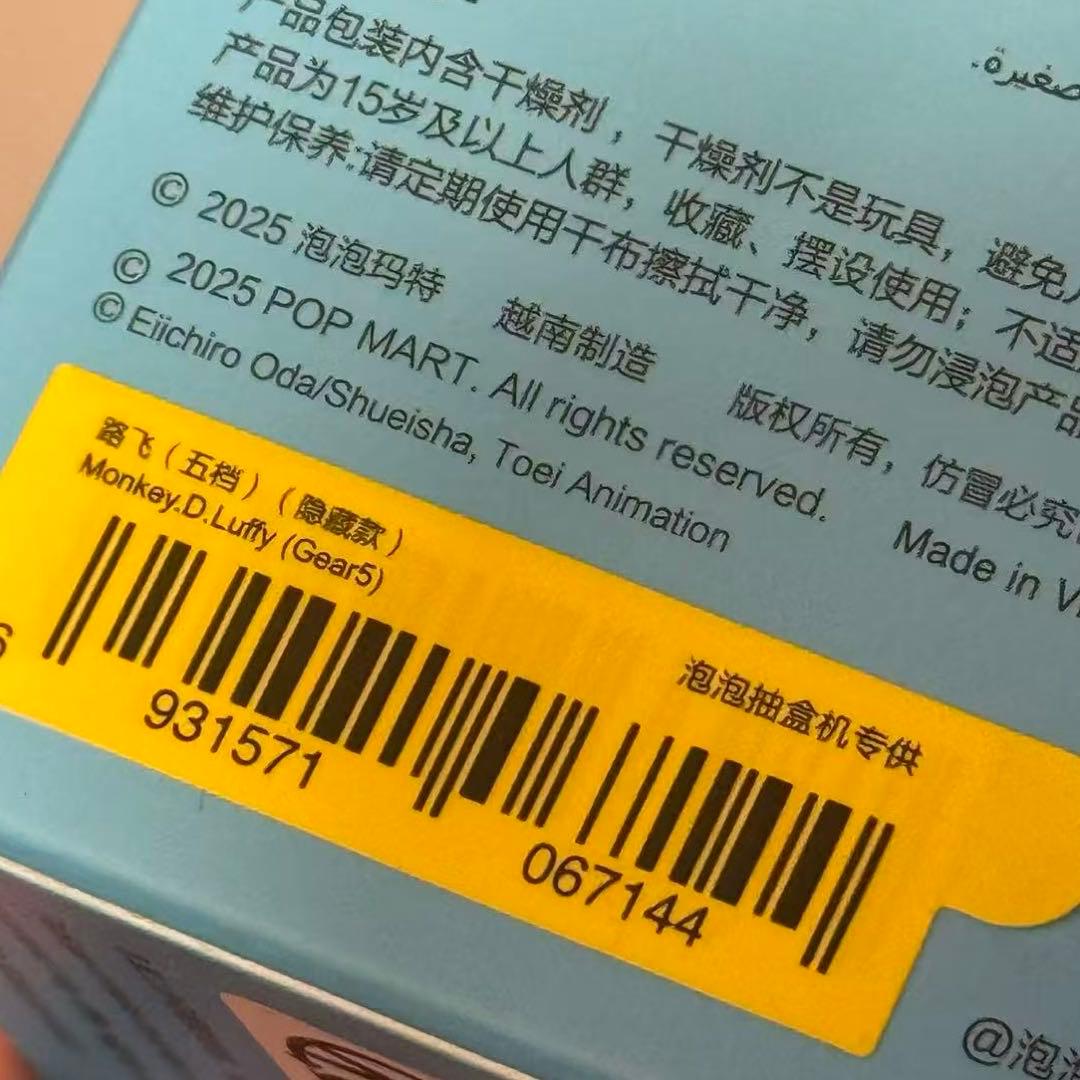 产品包装内含干燥剂，干燥剂不是玩具，避免
产品为15岁及以上人群，收藏、摆设使用；不适
维护保养:请定期使用干布擦拭干净，请勿浸泡产品
© 2025 泡泡玛特 越南制造 版权所有，仿冒必究
© 2025 POP MART. All rights reserved. Made in V
© Eiichiro Oda/Shueisha, Toei Animation
صغيرة.
路飞（五档）（隐藏款）
Monkey.D.Luffy (Gear5)
泡泡抽盒机专供
6 931571 067144
@泡泡